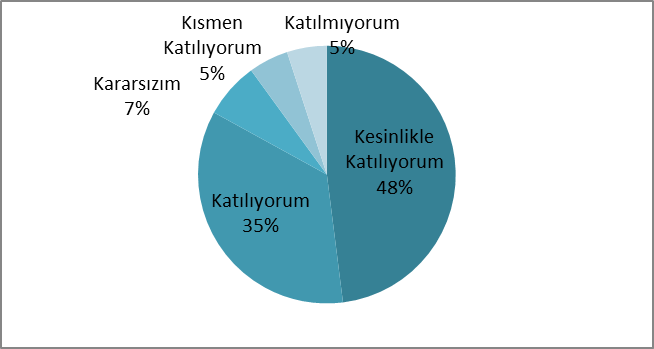 Kısmen
Katılıyorum
5%
Katılmıyorum
5%
Kararsızım
7%
Kesinlikle
Katılıyorum
48%
Katılıyorum
35%